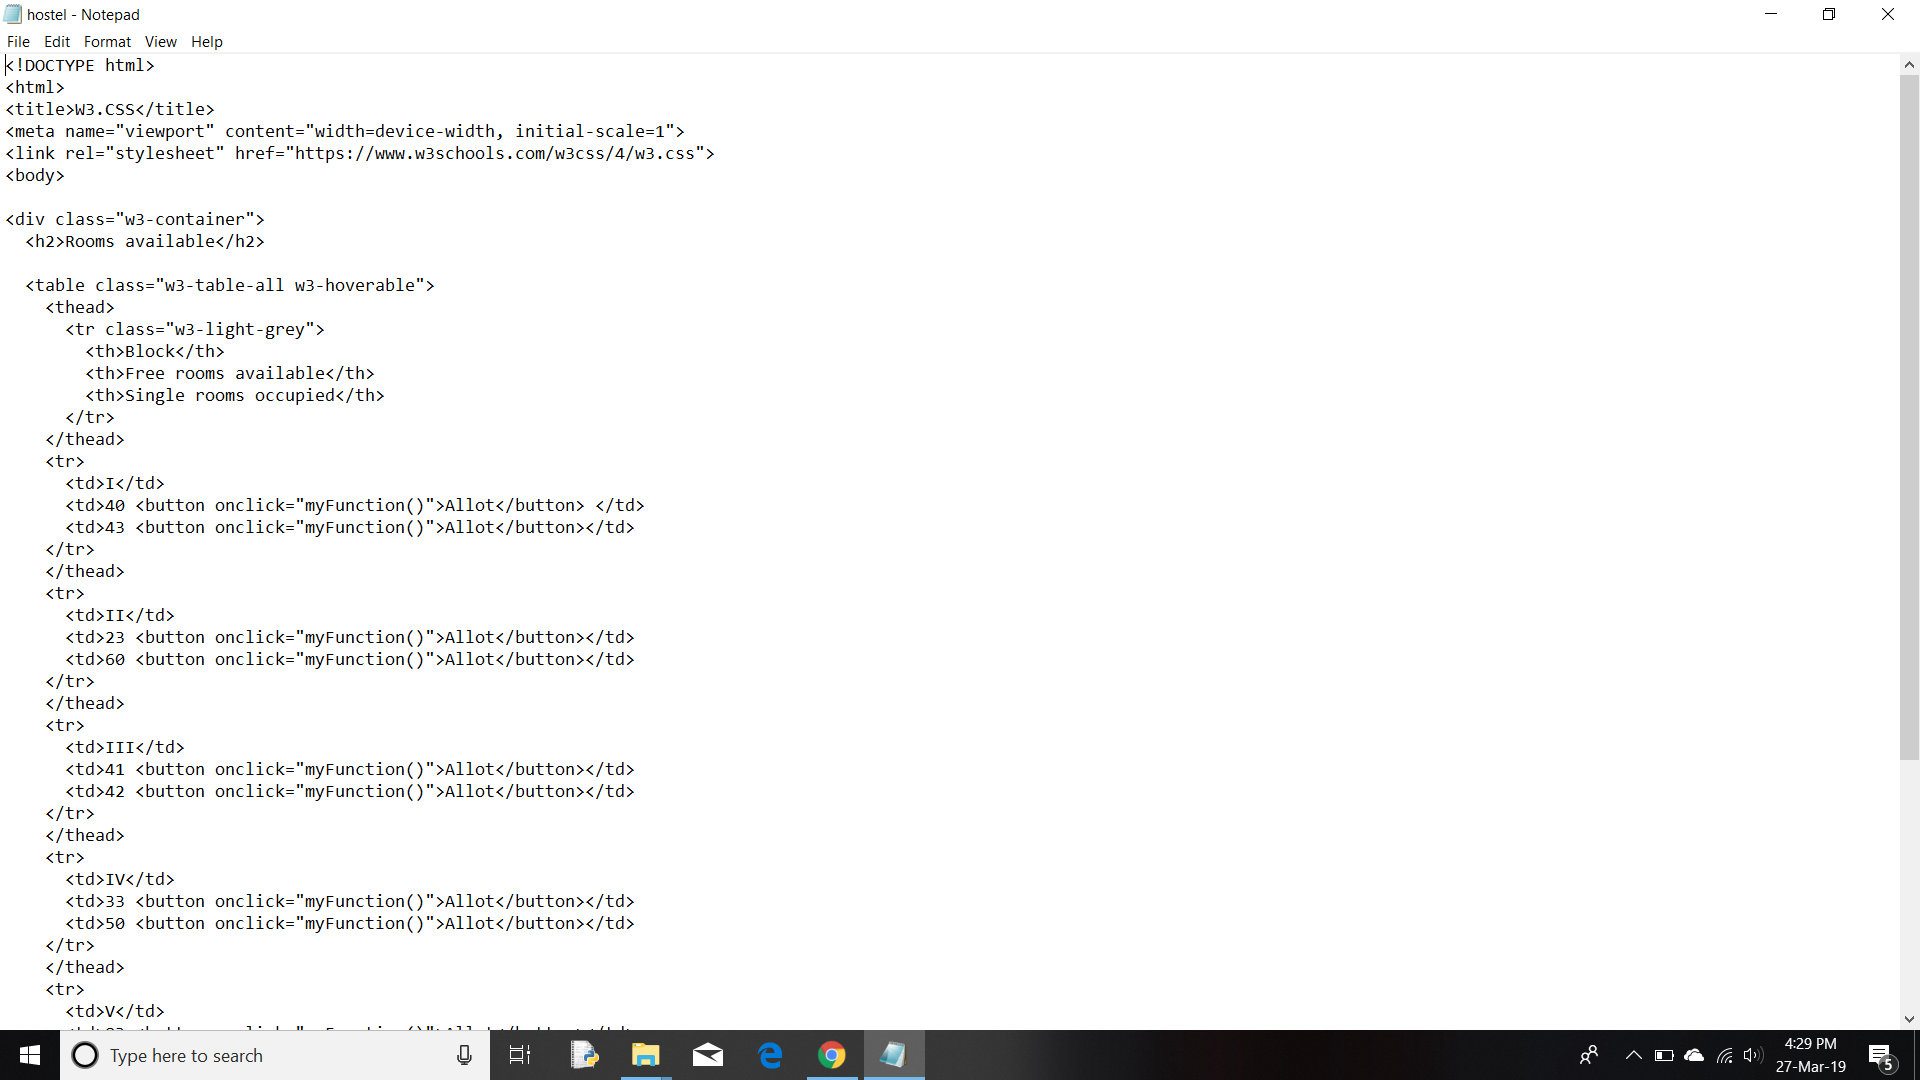 hostel - Notepad
File Edit Format View Help
<!DOCTYPE html>
<html>
<title>W3.CSS</title>
<meta name="viewport" content="width=device-width, initial-scale=1">
<link rel="stylesheet" href="https://www.w3schools.com/w3css/4/w3.css">
<body>

<div class="w3-container">
  <h2>Rooms available</h2>

  <table class="w3-table-all w3-hoverable">
    <thead>
      <tr class="w3-light-grey">
        <th>Block</th>
        <th>Free rooms available</th>
        <th>Single rooms occupied</th>
      </tr>
    </thead>
    <tr>
      <td>I</td>
      <td>40 <button onclick="myFunction()">Allot</button> </td>
      <td>43 <button onclick="myFunction()">Allot</button></td>
    </tr>
    </thead>
    <tr>
      <td>II</td>
      <td>23 <button onclick="myFunction()">Allot</button></td>
      <td>60 <button onclick="myFunction()">Allot</button></td>
    </tr>
    </thead>
    <tr>
      <td>III</td>
      <td>41 <button onclick="myFunction()">Allot</button></td>
      <td>42 <button onclick="myFunction()">Allot</button></td>
    </tr>
    </thead>
    <tr>
      <td>IV</td>
      <td>33 <button onclick="myFunction()">Allot</button></td>
      <td>50 <button onclick="myFunction()">Allot</button></td>
    </tr>
    </thead>
    <tr>
      <td>V</td>
Type here to search
4:29 PM
27-Mar-19
5